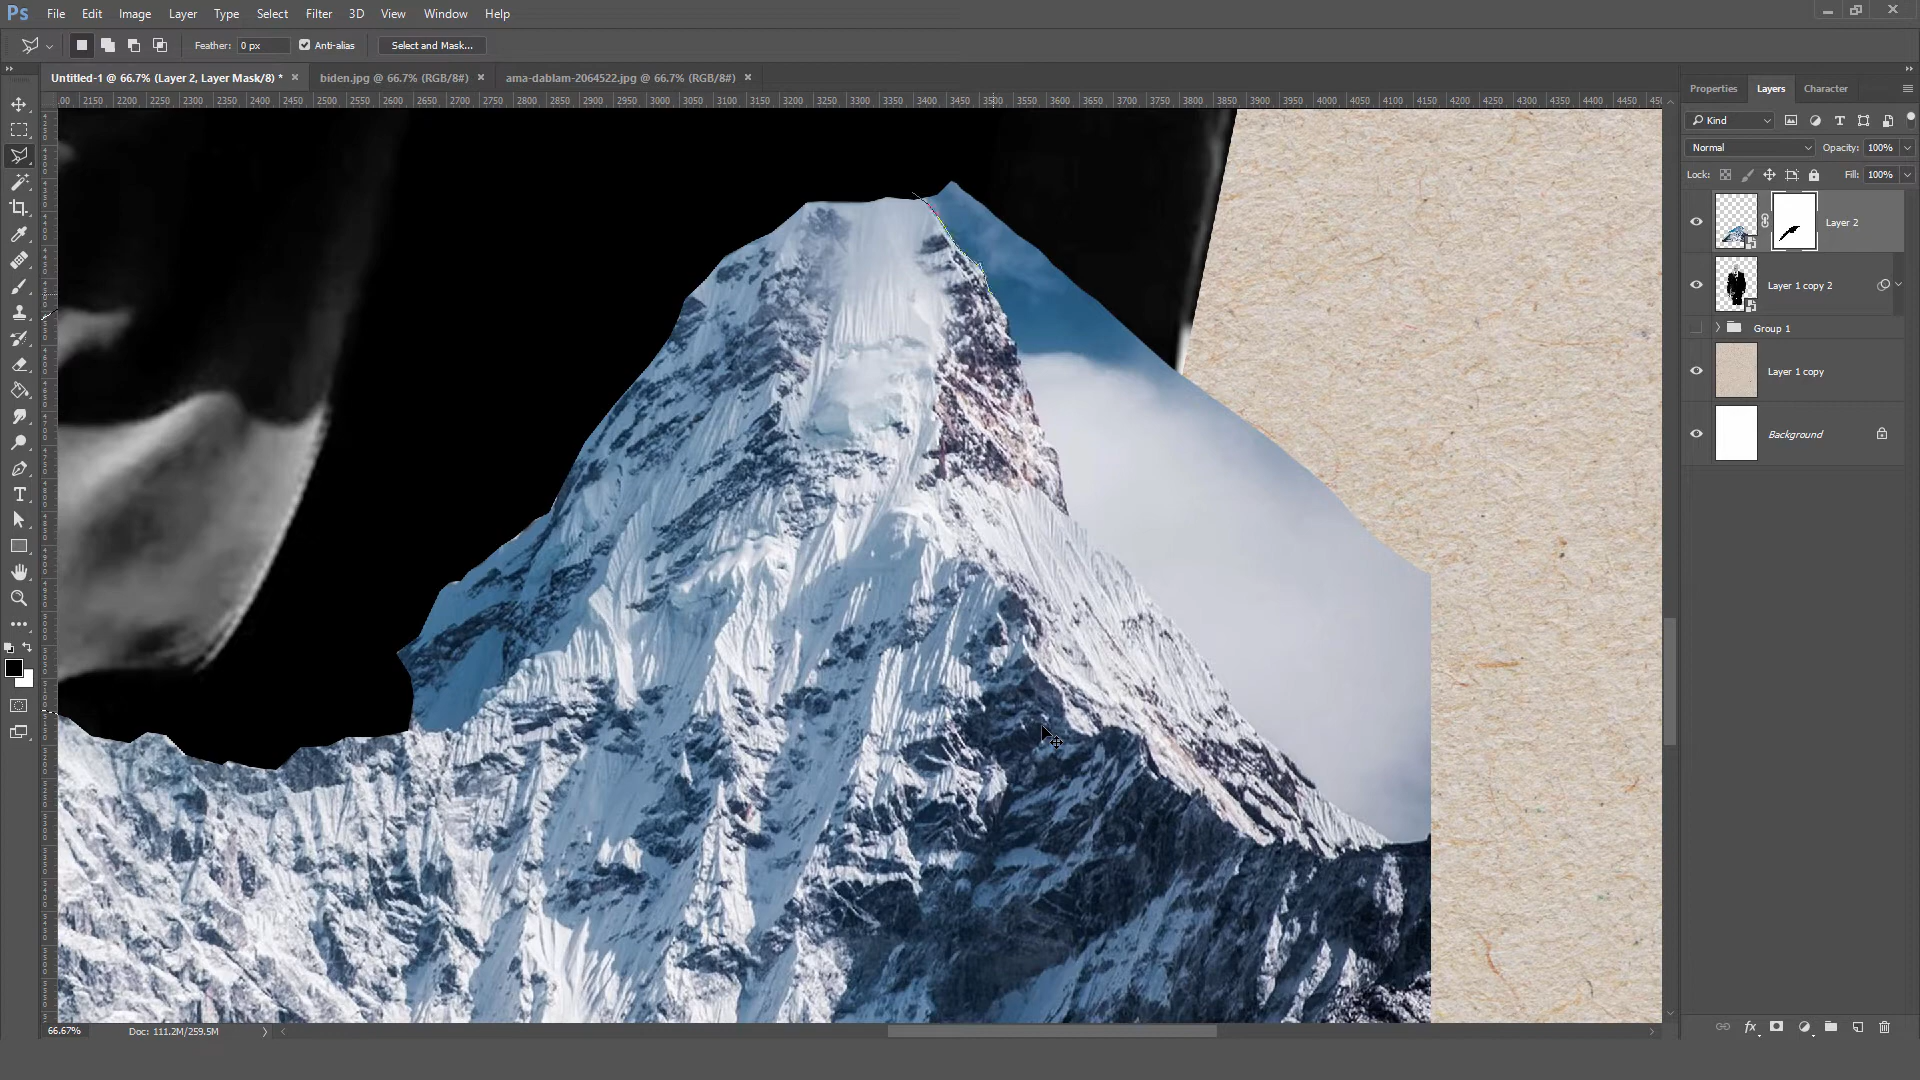 Ps File Edit Image Layer Type Select Filter 3D View Window Help
Feather: 0 px Anti-alias Select and Mask...
Untitled-1 @ 66.7% (Layer 2, Layer Mask/8) * × biden.jpg @ 66.7% (RGB/8#) × ama-dablam-2064522.jpg @ 66.7% (RGB/8#) ×
2150 2200 2250 2300 2350 2400 2450 2500 2550 2600 2650 2700 2750 2800 2850 2900 2950 3000 3050 3100 3150 3200 3250 3300 3350 3400 3450 3500 3550 3600 3650 3700 3750 3800 3850 3900 3950 4000 4050 4100 4150 4200 4250 4300 4350 4400 4450
Properties Layers Character
Kind
Normal Opacity: 100%
Lock: Fill: 100%
Layer 2
Layer 1 copy 2
Group 1
Layer 1 copy
Background
66.67% Doc: 111.2M/259.5M